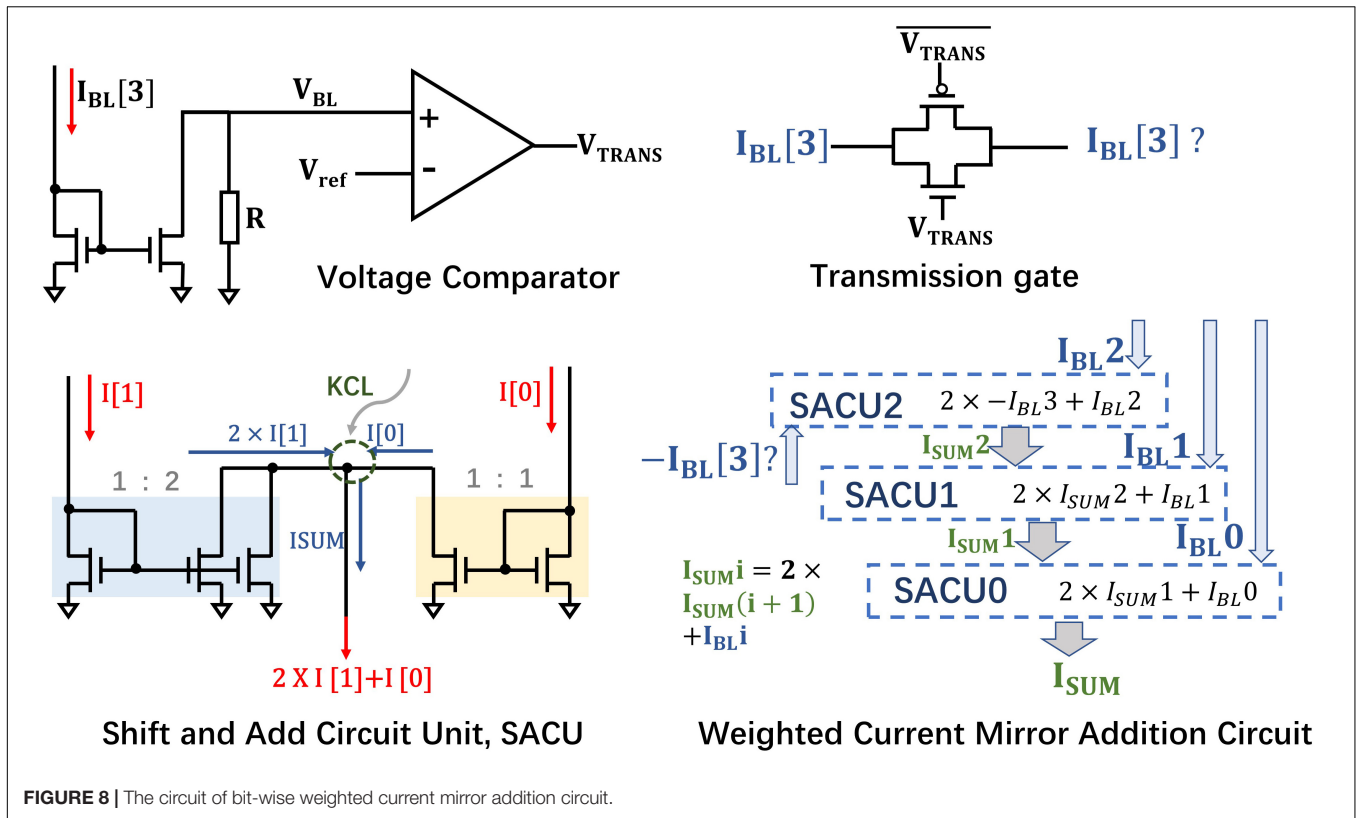 I_BL[3]
V_BL
+
V_ref
-
V_TRANS
R
Voltage Comparator
\overline{V_TRANS}
I_BL[3]
I_BL[3] ?
V_TRANS
Transmission gate
I[1]
KCL
I[0]
2 × I[1]
I[0]
1 : 2
1 : 1
ISUM
2 X I [1]+I [0]
Shift and Add Circuit Unit, SACU
I_BL2
SACU2 2 × −I_BL3 + I_BL2
−I_BL[3]?
I_SUM2
I_BL1
SACU1 2 × I_SUM2 + I_BL1
I_SUM1
I_BL0
I_SUMi = 2 ×
I_SUM(i + 1)
+I_BLi
SACU0 2 × I_SUM1 + I_BL0
I_SUM
Weighted Current Mirror Addition Circuit
FIGURE 8 | The circuit of bit-wise weighted current mirror addition circuit.